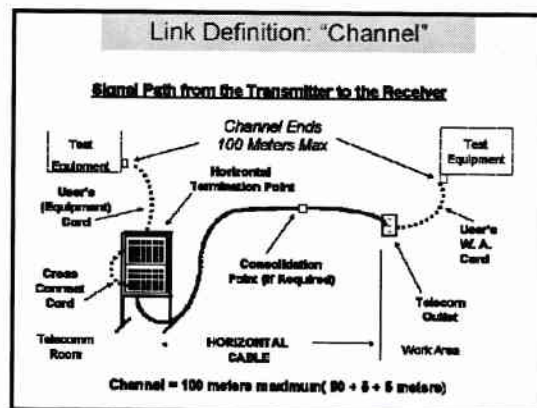 Link Definition: "Channel"
Signal Path from the Transmitter to the Receiver
Test
Equipment
Channel Ends
100 Meters Max
Test
Equipment
Horizontal
Termination Point
User's
(Equipment)
Cord
User's
W. A.
Cord
Cross
Connect
Cord
Consolidation
Point (If Required)
Telecom
Outlet
Telecomm
Room
HORIZONTAL
CABLE
Work Area
Channel = 100 meters maximum( 90 + 5 + 5 meters)